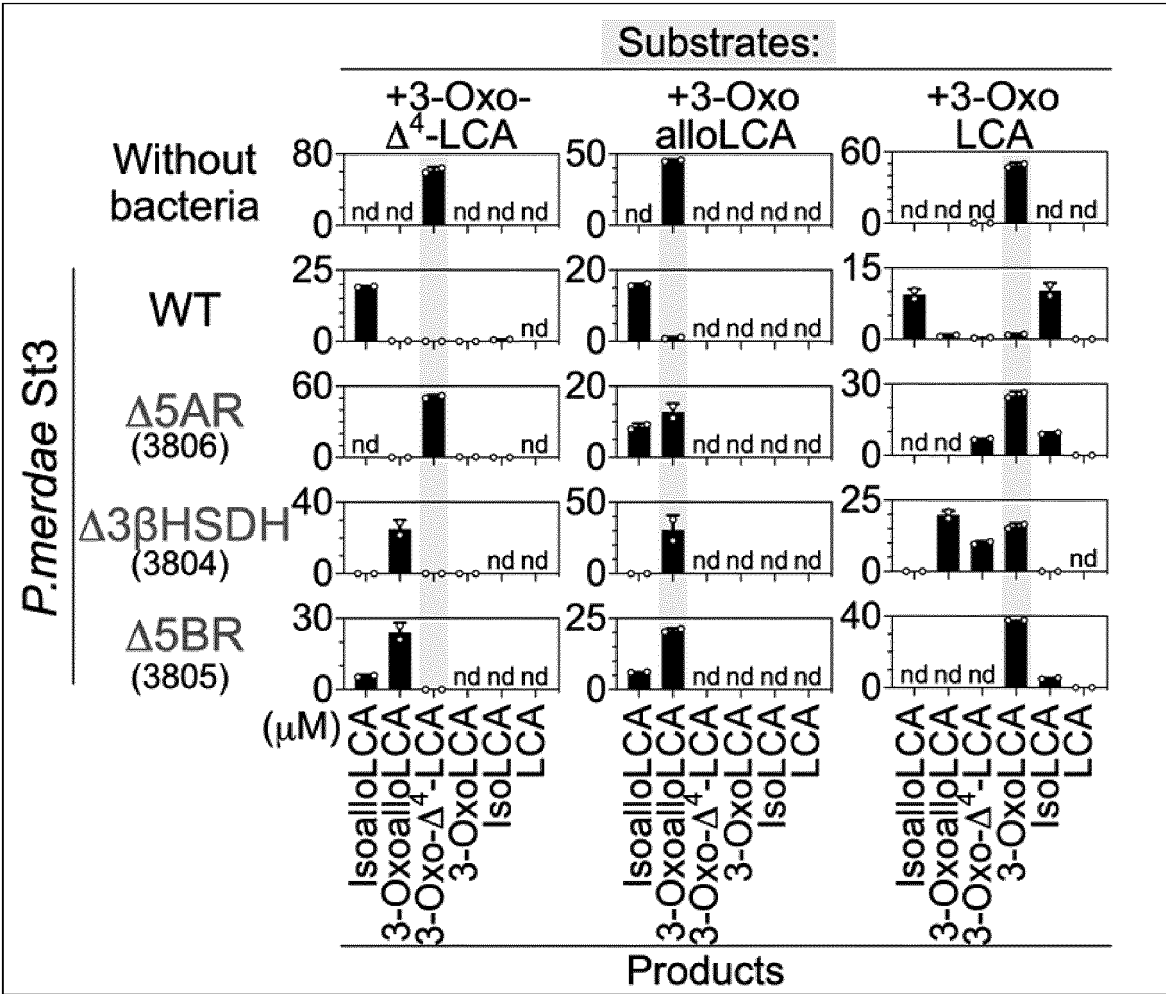 Substrates:
+3-Oxo-
Δ⁴-LCA
+3-Oxo
alloLCA
+3-Oxo
LCA
Without
bacteria
80
0
nd nd nd nd nd
50
0
nd nd nd nd nd
60
0
nd nd nd nd nd
P.merdae St3
WT
25
0
nd
20
0
nd nd nd nd
15
0
Δ5AR
(3806)
60
0
nd nd
20
0
nd nd nd nd
30
0
nd nd
Δ3βHSDH
(3804)
40
0
nd nd
50
0
nd nd nd nd
25
0
nd
Δ5BR
(3805)
30
0
nd nd nd
25
0
nd nd nd nd
40
0
nd nd nd
(μM)
IsoalloLCA
3-OxoalloLCA
3-Oxo-Δ⁴-LCA
3-OxoLCA
IsoLCA
LCA
IsoalloLCA
3-OxoalloLCA
3-Oxo-Δ⁴-LCA
3-OxoLCA
IsoLCA
LCA
IsoalloLCA
3-OxoalloLCA
3-Oxo-Δ⁴-LCA
3-OxoLCA
IsoLCA
LCA
Products